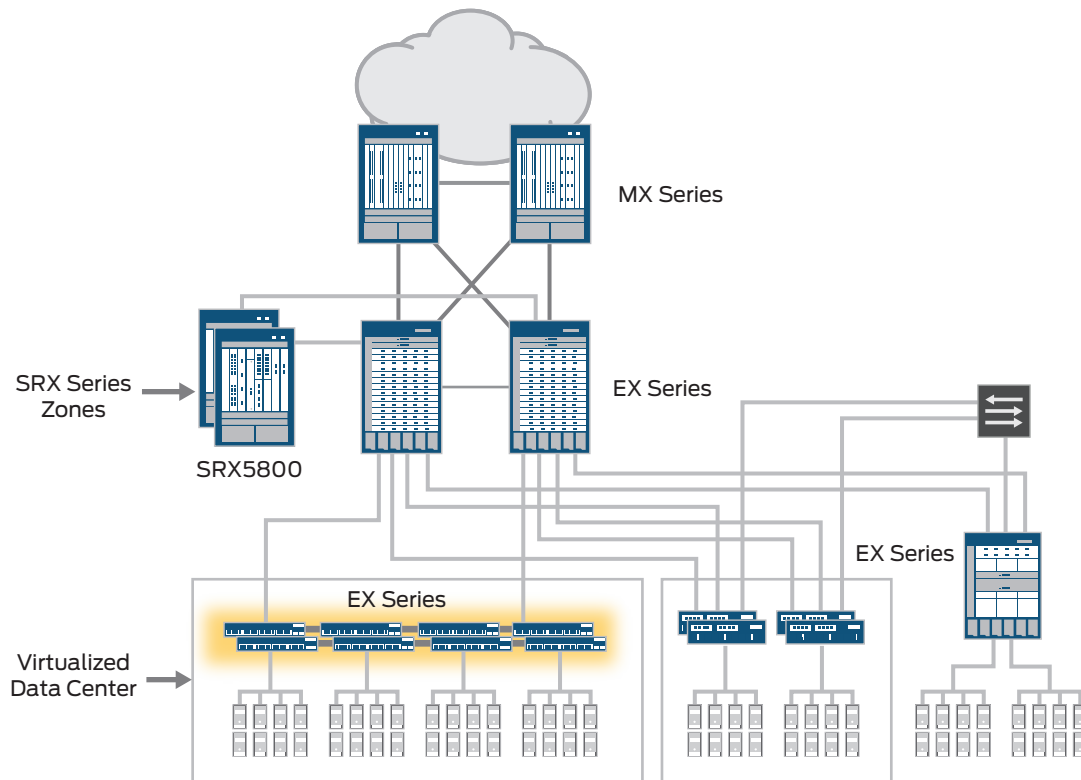 MX Series
SRX Series
Zones
EX Series
SRX5800
EX Series
EX Series
Virtualized
Data Center